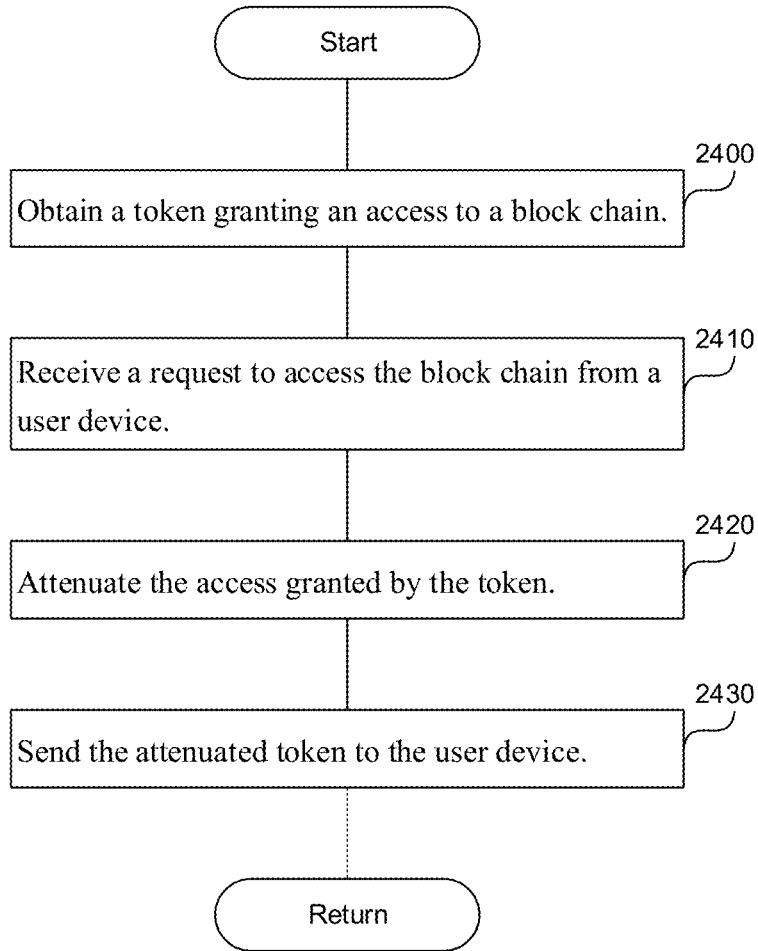 Start
2400
Obtain a token granting an access to a block chain.
2410
Receive a request to access the block chain from a
user device.
2420
Attenuate the access granted by the token.
2430
Send the attenuated token to the user device.
Return